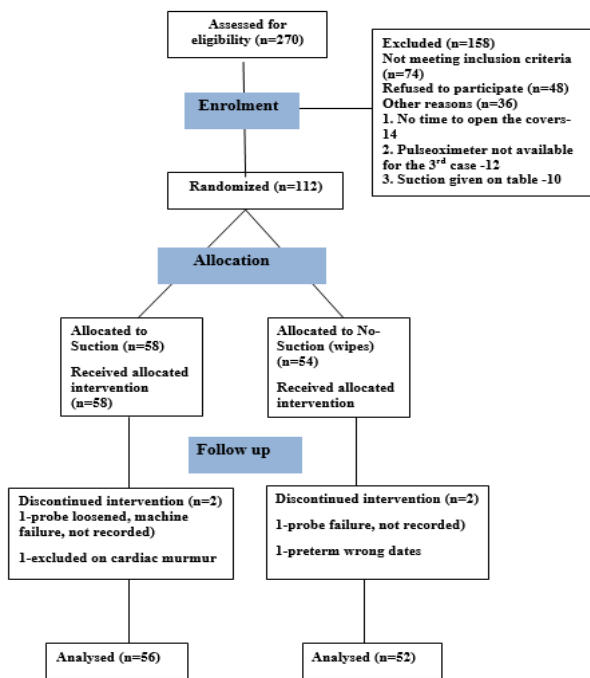 Assessed for
eligibility (n=270)
Excluded (n=158)
Not meeting inclusion criteria
(n=74)
Refused to participate (n=48)
Other reasons (n=36)
1. No time to open the covers-
14
2. Pulseoximeter not available
for the 3rd case -12
3. Suction given on table -10
Enrolment
Randomized (n=112)
Allocation
Allocated to
Suction (n=58)
Received allocated
intervention
(n=58)
Allocated to No-
Suction (wipes)
(n=54)
Received allocated
intervention
Follow up
Discontinued intervention (n=2)
1-probe loosened, machine
failure, not recorded)
1-excluded on cardiac murmur
Discontinued intervention (n=2)
1-probe failure, not recorded)
1-preterm wrong dates
Analysed (n=56)
Analysed (n=52)